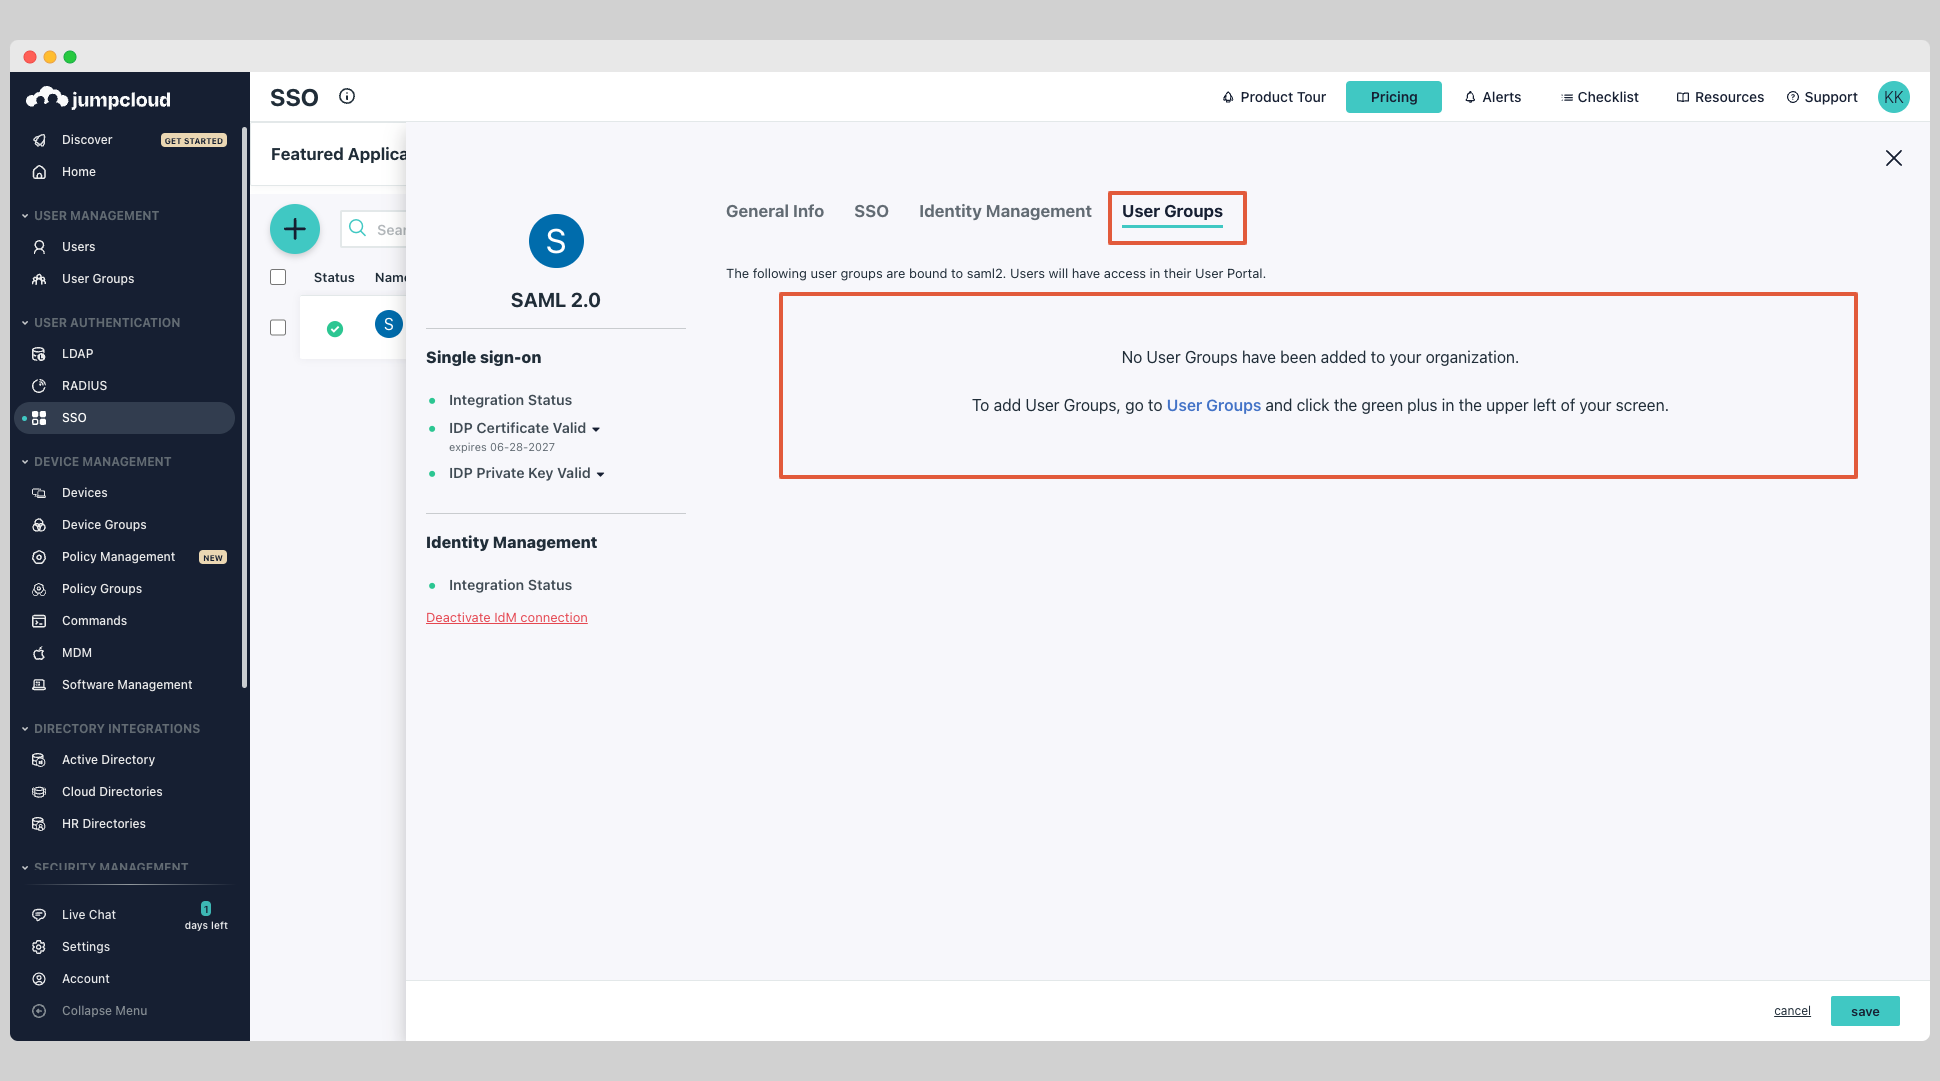 jumpcloud
Discover
GET STARTED
Home
USER MANAGEMENT
Users
User Groups
USER AUTHENTICATION
LDAP
RADIUS
SSO
DEVICE MANAGEMENT
Devices
Device Groups
Policy Management
NEW
Policy Groups
Commands
MDM
Software Management
DIRECTORY INTEGRATIONS
Active Directory
Cloud Directories
HR Directories
SECURITY MANAGEMENT
Live Chat
1
days left
Settings
Account
Collapse Menu
SSO
Product Tour
Pricing
Alerts
Checklist
Resources
Support
KK
Featured Applica
Sear
Status
Name
S
S
SAML 2.0
Single sign-on
Integration Status
IDP Certificate Valid
expires 06-28-2027
IDP Private Key Valid
Identity Management
Integration Status
Deactivate IdM connection
General Info
SSO
Identity Management
User Groups
The following user groups are bound to saml2. Users will have access in their User Portal.
No User Groups have been added to your organization.
To add User Groups, go to User Groups and click the green plus in the upper left of your screen.
cancel
save